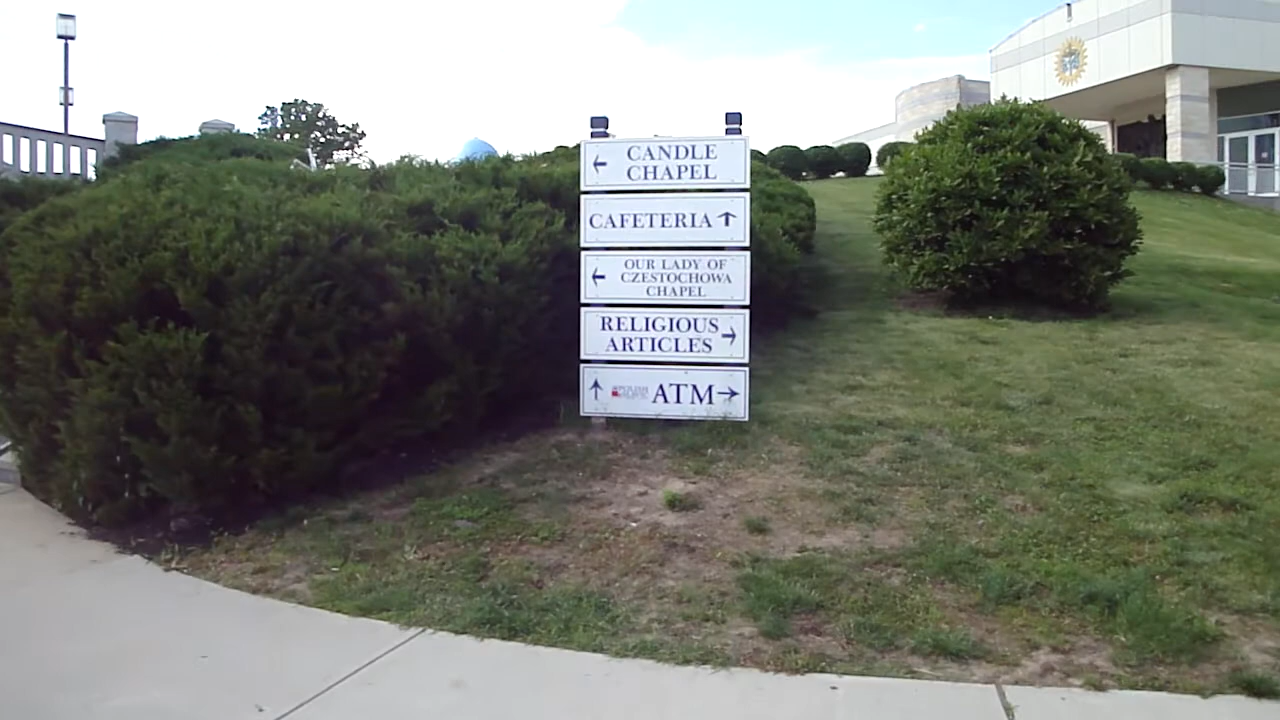 ← CANDLE
CHAPEL
CAFETERIA ↑
← OUR LADY OF
CZESTOCHOWA
CHAPEL
RELIGIOUS →
ARTICLES
↑ ATM →